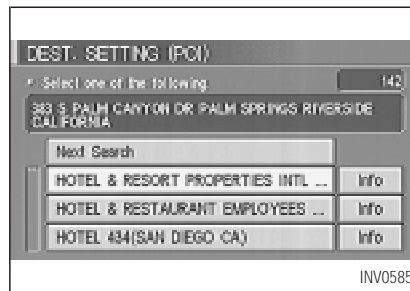 DEST. SETTING (POI)
Select one of the following.
142
383 S PALM CANYON DR PALM SPRINGS RIVERSIDE
CALIFORNIA
Next Search
HOTEL & RESORT PROPERTIES INTL ...
Info
HOTEL & RESTAURANT EMPLOYEES ...
Info
HOTEL 434(SAN DIEGO CA)
Info
INV0585